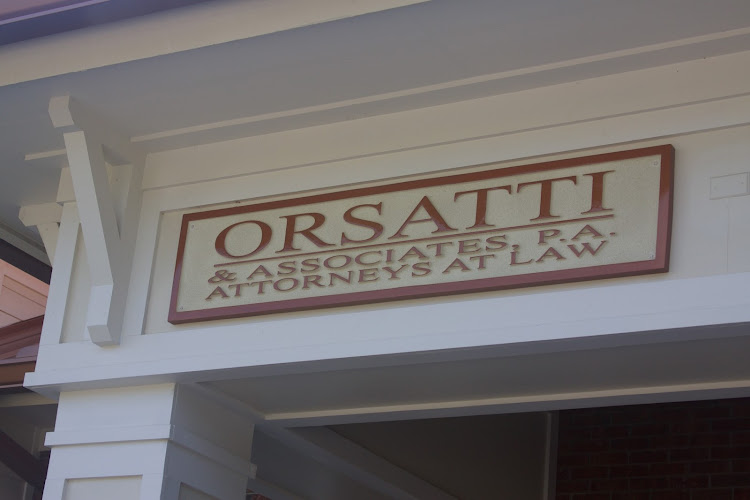 ORSATTI
& ASSOCIATES, P.A.
ATTORNEYS AT LAW